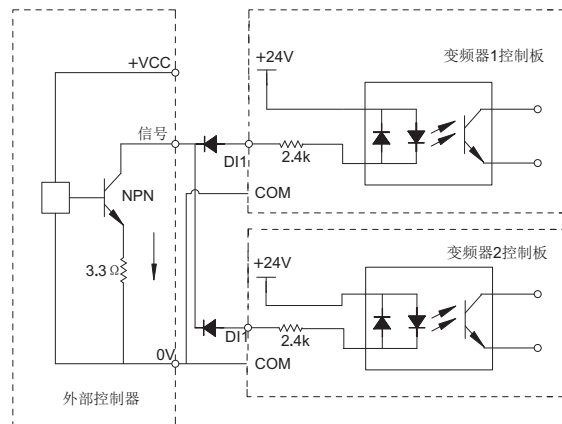 +VCC
信号
NPN
3.3 Ω
0V
外部控制器
+24V
变频器1控制板
DI1
2.4k
COM
+24V
变频器2控制板
DI1
2.4k
COM